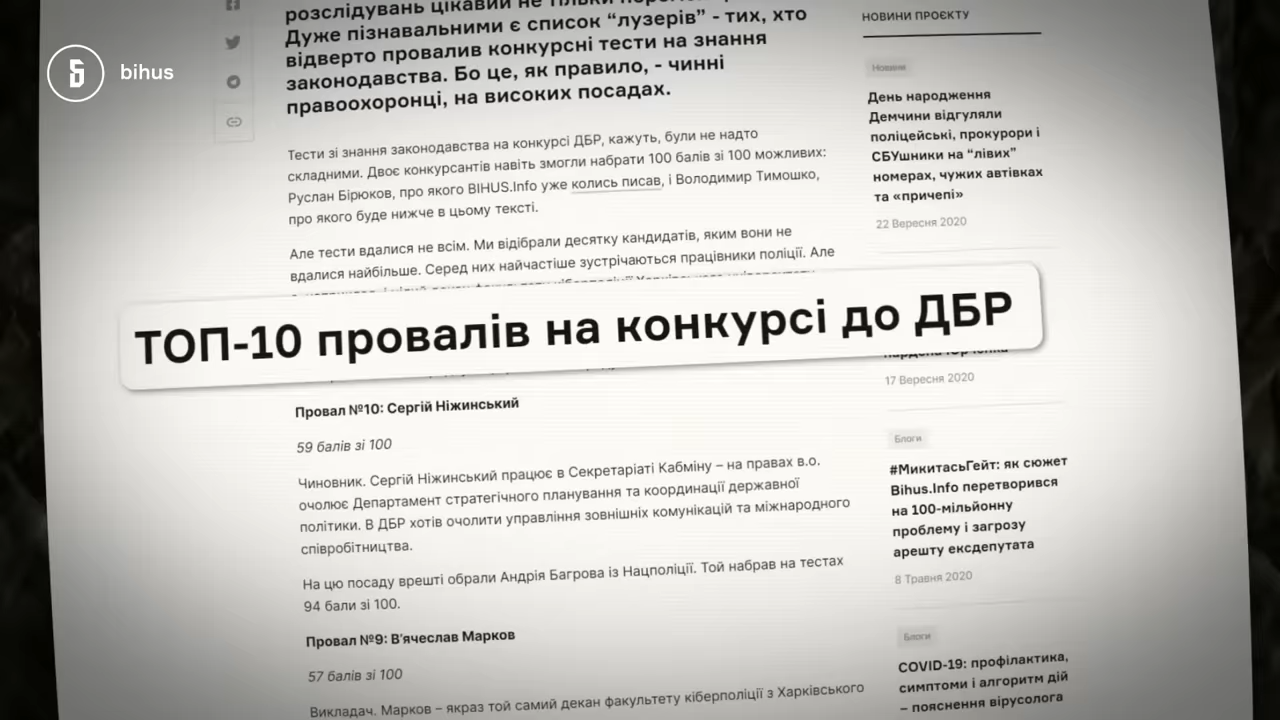 bihus
Дуже пізнавальними є список “лузерів” - тих, хто
відверто провалив конкурсні тести на знання
законодавства. Бо це, як правило, - чинні
правоохоронці, на високих посадах.
Тести зі знання законодавства на конкурсі ДБР, кажуть, були не надто
складними. Двоє конкурсантів навіть змогли набрати 100 балів зі 100 можливих:
Руслан Бірюков, про якого BIHUS.Info уже колись писав, і Володимир Тимошко,
про якого буде нижче в цьому тексті.
Але тести вдалися не всім. Ми відібрали десятку кандидатів, яким вони не
вдалися найбільше. Серед них найчастіше зустрічаються працівники поліції. Але
ТОП-10 провалів на конкурсі до ДБР
Провал №10: Сергій Ніжинський
59 балів зі 100
Чиновник. Сергій Ніжинський працює в Секретаріаті Кабміну – на правах в.о.
очолює Департамент стратегічного планування та координації державної
політики. В ДБР хотів очолити управління зовнішніх комунікацій та міжнародного
співробітництва.
На цю посаду врешті обрали Андрія Багрова із Нацполіції. Той набрав на тестах
94 бали зі 100.
Провал №9: В'ячеслав Марков
57 балів зі 100
Викладач. Марков – якраз той самий декан факультету кіберполіції з Харківського
НОВИНИ ПРОЄКТУ
Новини
День народження
Демчини відгуляли
поліцейські, прокурори і
СБУшники на “лівих”
номерах, чужих автівках
та «причепі»
22 Вересня 2020
17 Вересня 2020
Блоги
#МикитасьГейт: як сюжет
Bihus.Info перетворився
на 100-мільйонну
проблему і загрозу
арешту ексдепутата
8 Травня 2020
Блоги
COVID-19: профілактика,
симптоми і алгоритм дій
– пояснення вірусолога